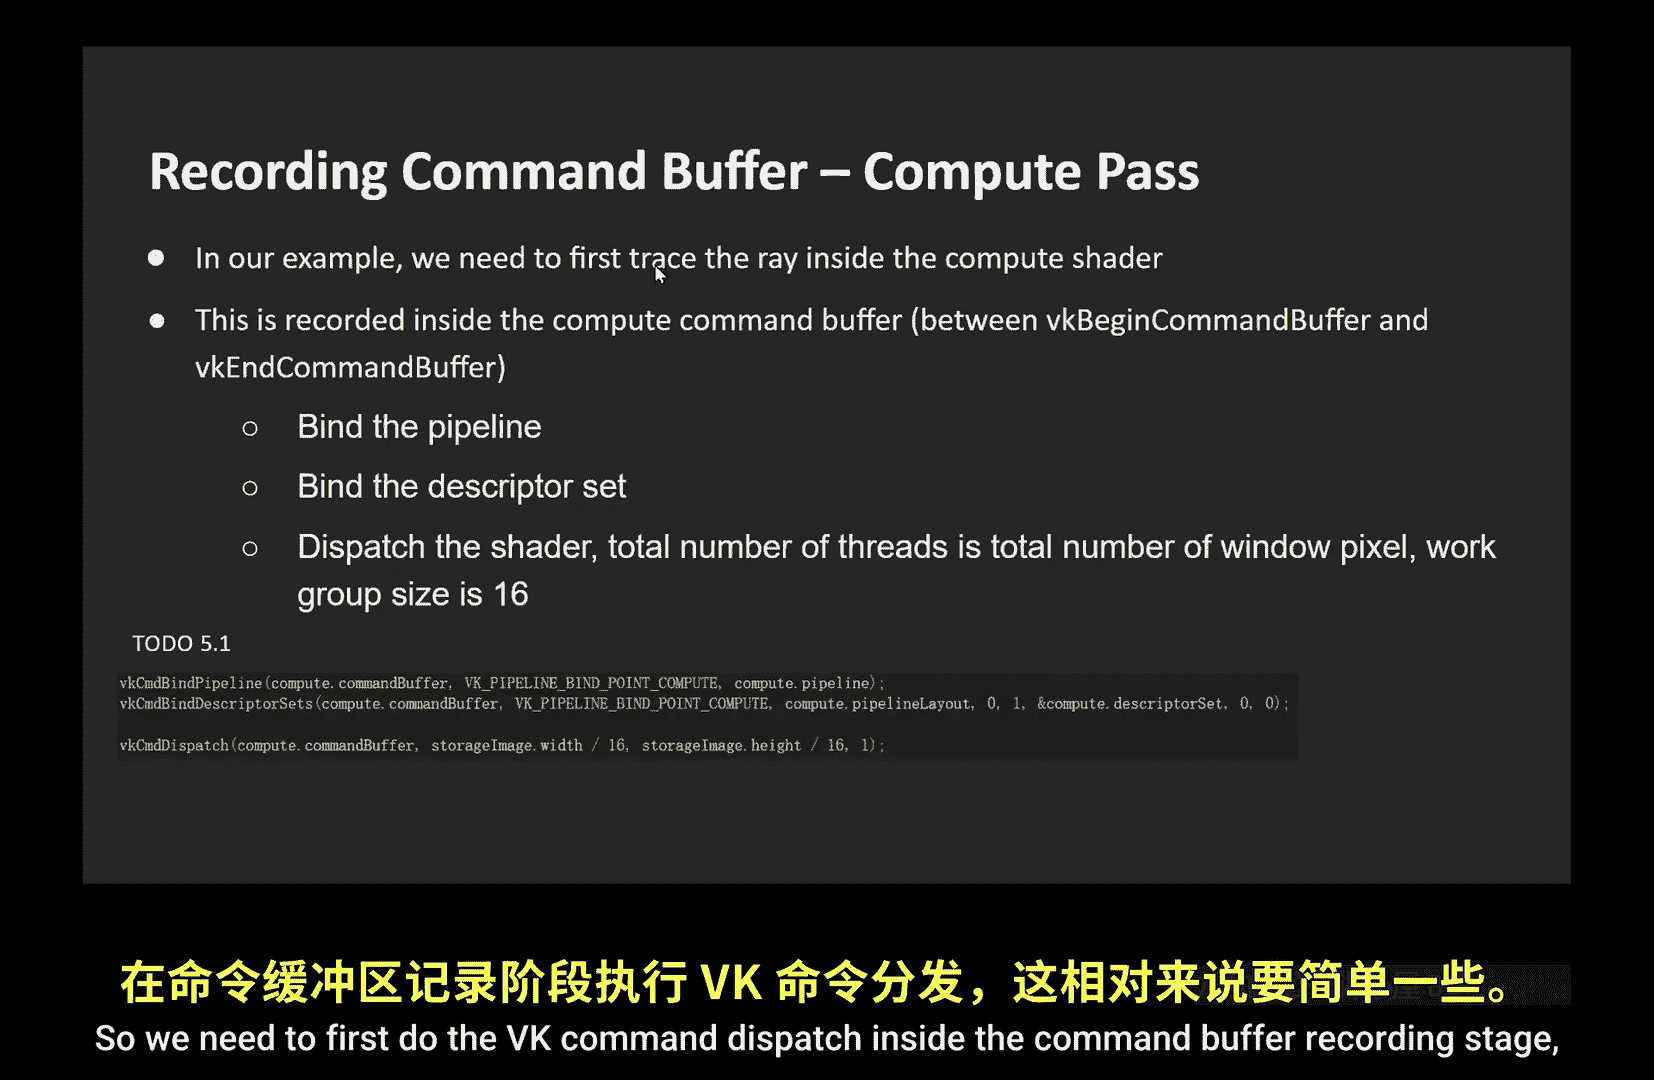 Recording Command Buffer – Compute Pass
● In our example, we need to first trace the ray inside the compute shader
● This is recorded inside the compute command buffer (between vkBeginCommandBuffer and
vkEndCommandBuffer)
○ Bind the pipeline
○ Bind the descriptor set
○ Dispatch the shader, total number of threads is total number of window pixel, work
group size is 16
TODO 5.1
vkCmdBindPipeline(compute.commandBuffer, VK_PIPELINE_BIND_POINT_COMPUTE, compute.pipeline);
vkCmdBindDescriptorSets(compute.commandBuffer, VK_PIPELINE_BIND_POINT_COMPUTE, compute.pipelineLayout, 0, 1, &compute.descriptorSet, 0, 0);
vkCmdDispatch(compute.commandBuffer, storageImage.width / 16, storageImage.height / 16, 1);
在命令缓冲区记录阶段执行 VK 命令分发，这相对来说要简单一些。
So we need to first do the VK command dispatch inside the command buffer recording stage,